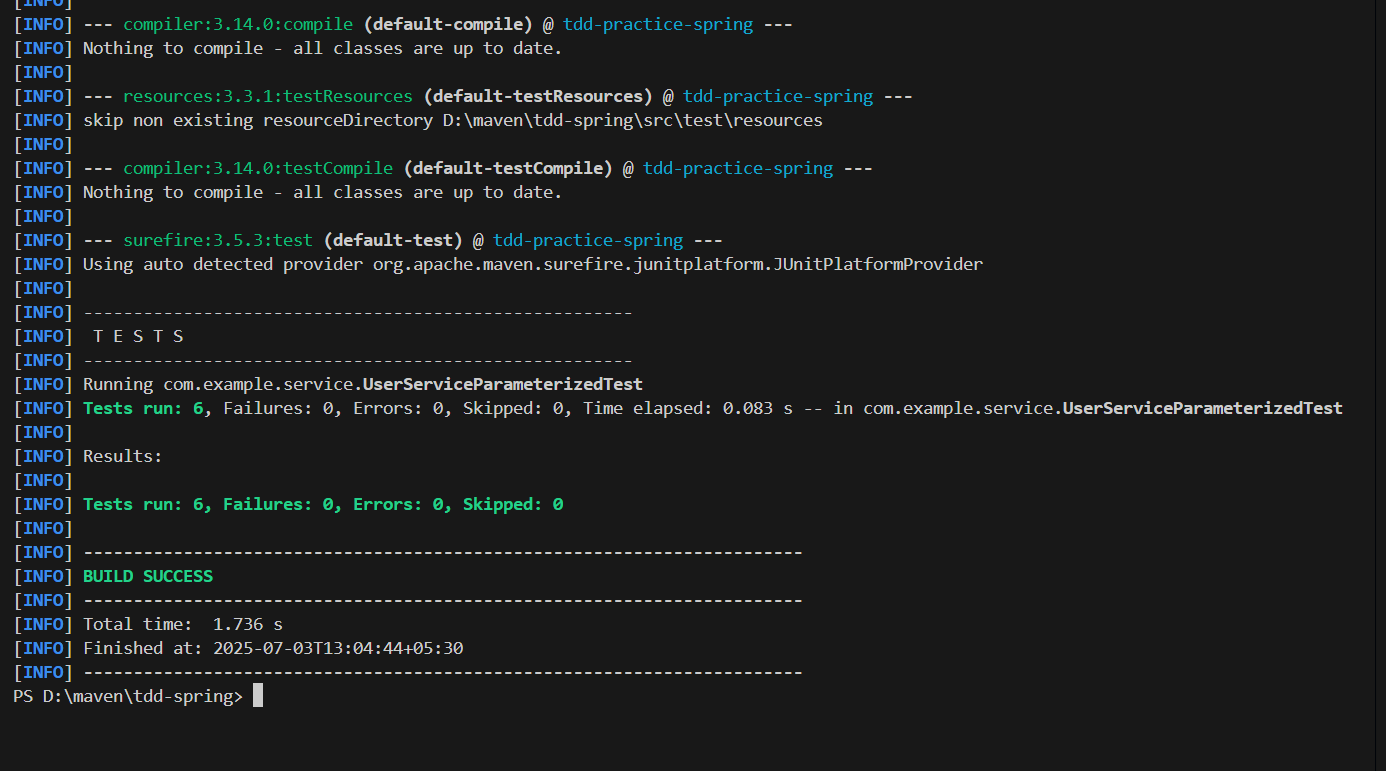 [INFO]
[INFO] --- compiler:3.14.0:compile (default-compile) @ tdd-practice-spring ---
[INFO] Nothing to compile - all classes are up to date.
[INFO]
[INFO] --- resources:3.3.1:testResources (default-testResources) @ tdd-practice-spring ---
[INFO] skip non existing resourceDirectory D:\maven\tdd-spring\src\test\resources
[INFO]
[INFO] --- compiler:3.14.0:testCompile (default-testCompile) @ tdd-practice-spring ---
[INFO] Nothing to compile - all classes are up to date.
[INFO]
[INFO] --- surefire:3.5.3:test (default-test) @ tdd-practice-spring ---
[INFO] Using auto detected provider org.apache.maven.surefire.junitplatform.JUnitPlatformProvider
[INFO]
[INFO] -------------------------------------------------------
[INFO]  T E S T S
[INFO] -------------------------------------------------------
[INFO] Running com.example.service.UserServiceParameterizedTest
[INFO] Tests run: 6, Failures: 0, Errors: 0, Skipped: 0, Time elapsed: 0.083 s -- in com.example.service.UserServiceParameterizedTest
[INFO]
[INFO] Results:
[INFO]
[INFO] Tests run: 6, Failures: 0, Errors: 0, Skipped: 0
[INFO]
[INFO] ------------------------------------------------------------------------
[INFO] BUILD SUCCESS
[INFO] ------------------------------------------------------------------------
[INFO] Total time:  1.736 s
[INFO] Finished at: 2025-07-03T13:04:44+05:30
[INFO] ------------------------------------------------------------------------
PS D:\maven\tdd-spring>